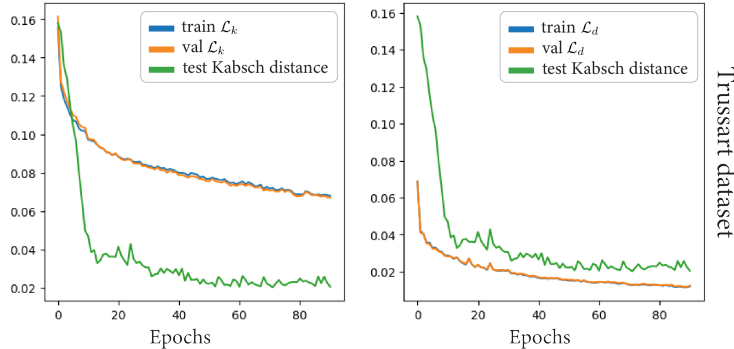 train ℒk
val ℒk
test Kabsch distance
0.16
0.14
0.12
0.10
0.08
0.06
0.04
0.02
0
20
40
60
80
Epochs
train ℒd
val ℒd
test Kabsch distance
0.16
0.14
0.12
0.10
0.08
0.06
0.04
0.02
0
20
40
60
80
Epochs
Trussart dataset